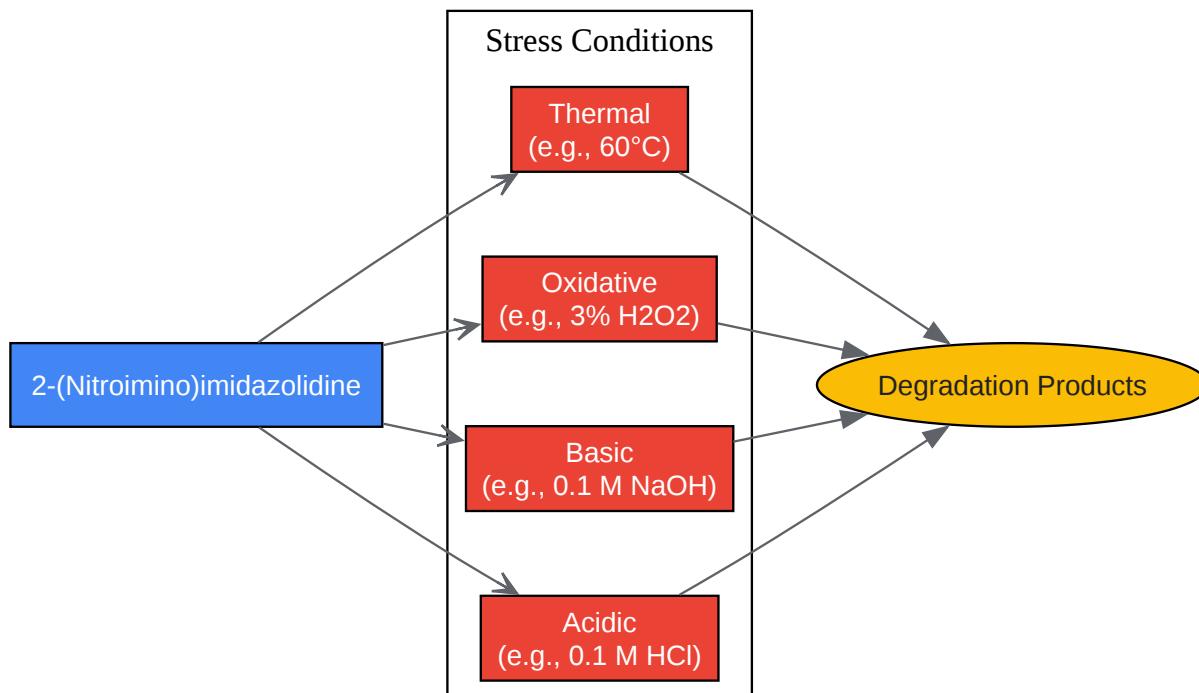 Stress Conditions
Thermal
(e.g., 60°C)
Oxidative
(e.g., 3% H2O2)
2-(Nitroimino)imidazolidine
Degradation Products
Basic
(e.g., 0.1 M NaOH)
Acidic
(e.g., 0.1 M HCl)